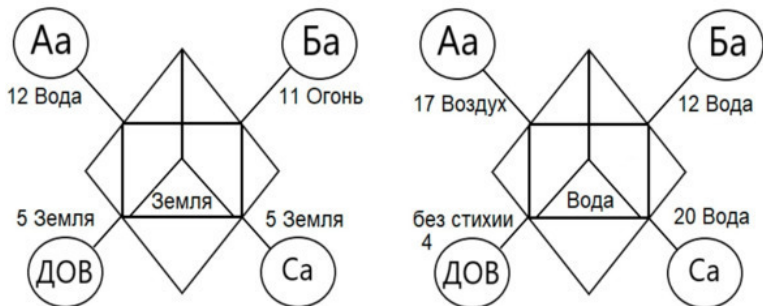 Аа
Ба
12 Вода
11 Огонь
Земля
5 Земля
5 Земля
ДОВ
Са
Аа
Ба
17 Воздух
12 Вода
Вода
без стихии
4
20 Вода
ДОВ
Са